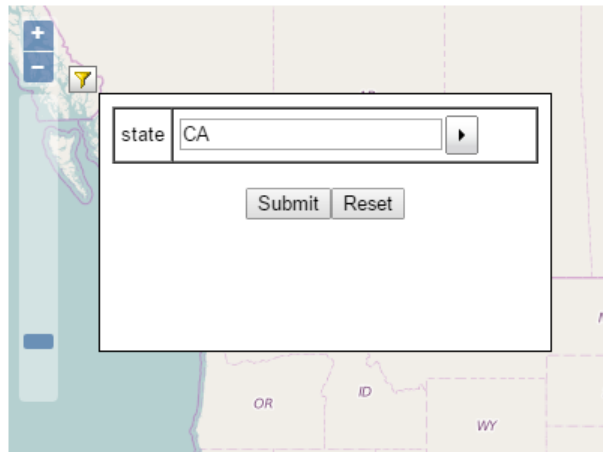 +
-
state CA
Submit Reset
OR
ID
WY